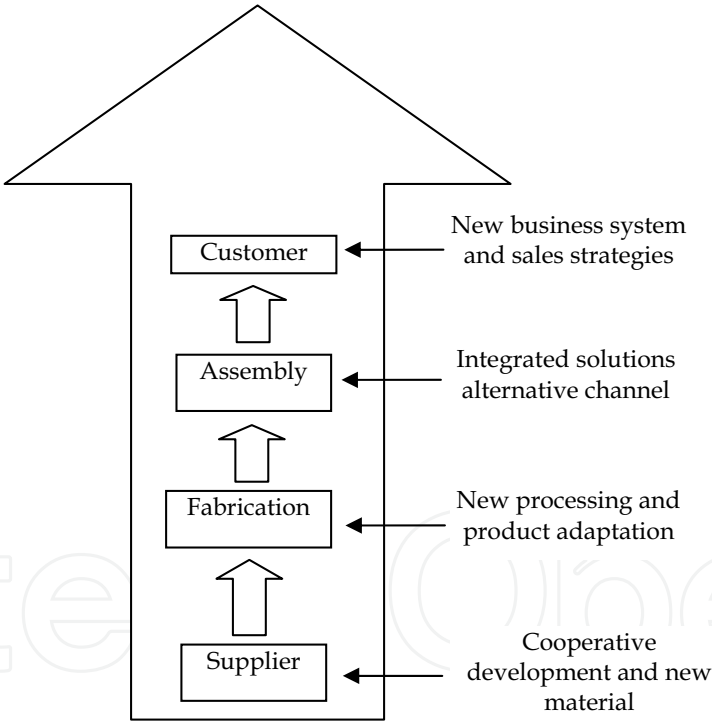 Customer
New business system
and sales strategies
Assembly
Integrated solutions
alternative channel
Fabrication
New processing and
product adaptation
Supplier
Cooperative
development and new
material